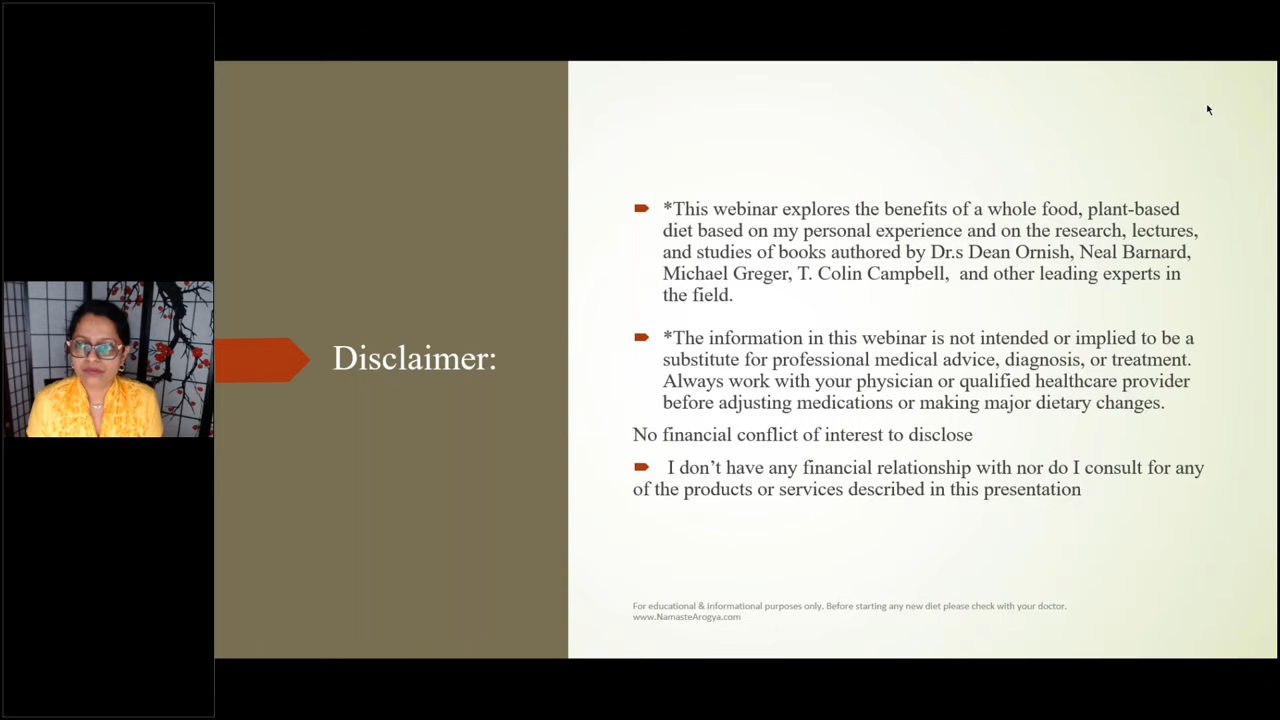 Disclaimer:
*This webinar explores the benefits of a whole food, plant-based
diet based on my personal experience and on the research, lectures,
and studies of books authored by Dr.s Dean Ornish, Neal Barnard,
Michael Greger, T. Colin Campbell,  and other leading experts in
the field.
*The information in this webinar is not intended or implied to be a
substitute for professional medical advice, diagnosis, or treatment.
Always work with your physician or qualified healthcare provider
before adjusting medications or making major dietary changes.
No financial conflict of interest to disclose
I don’t have any financial relationship with nor do I consult for any
of the products or services described in this presentation
For educational & informational purposes only. Before starting any new diet please check with your doctor.
www.NamasteArogya.com